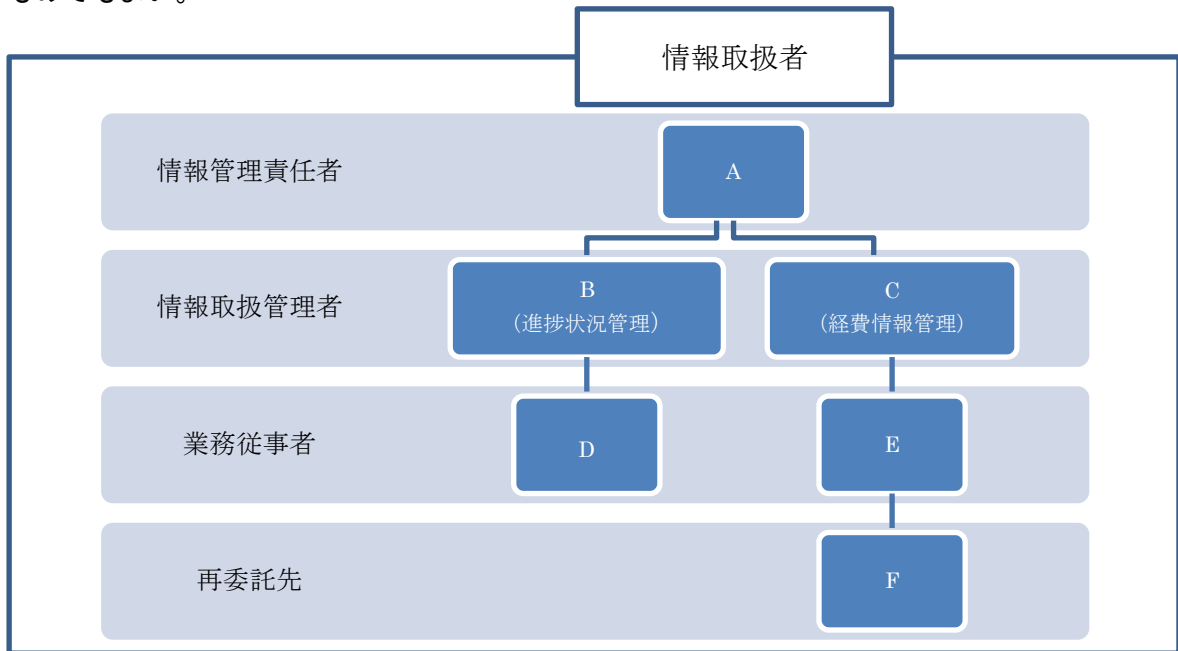 情報取扱者
情報管理責任者
A
情報取扱管理者
B
(進捗状況管理)
C
(経費情報管理)
業務従事者
D
E
再委託先
F